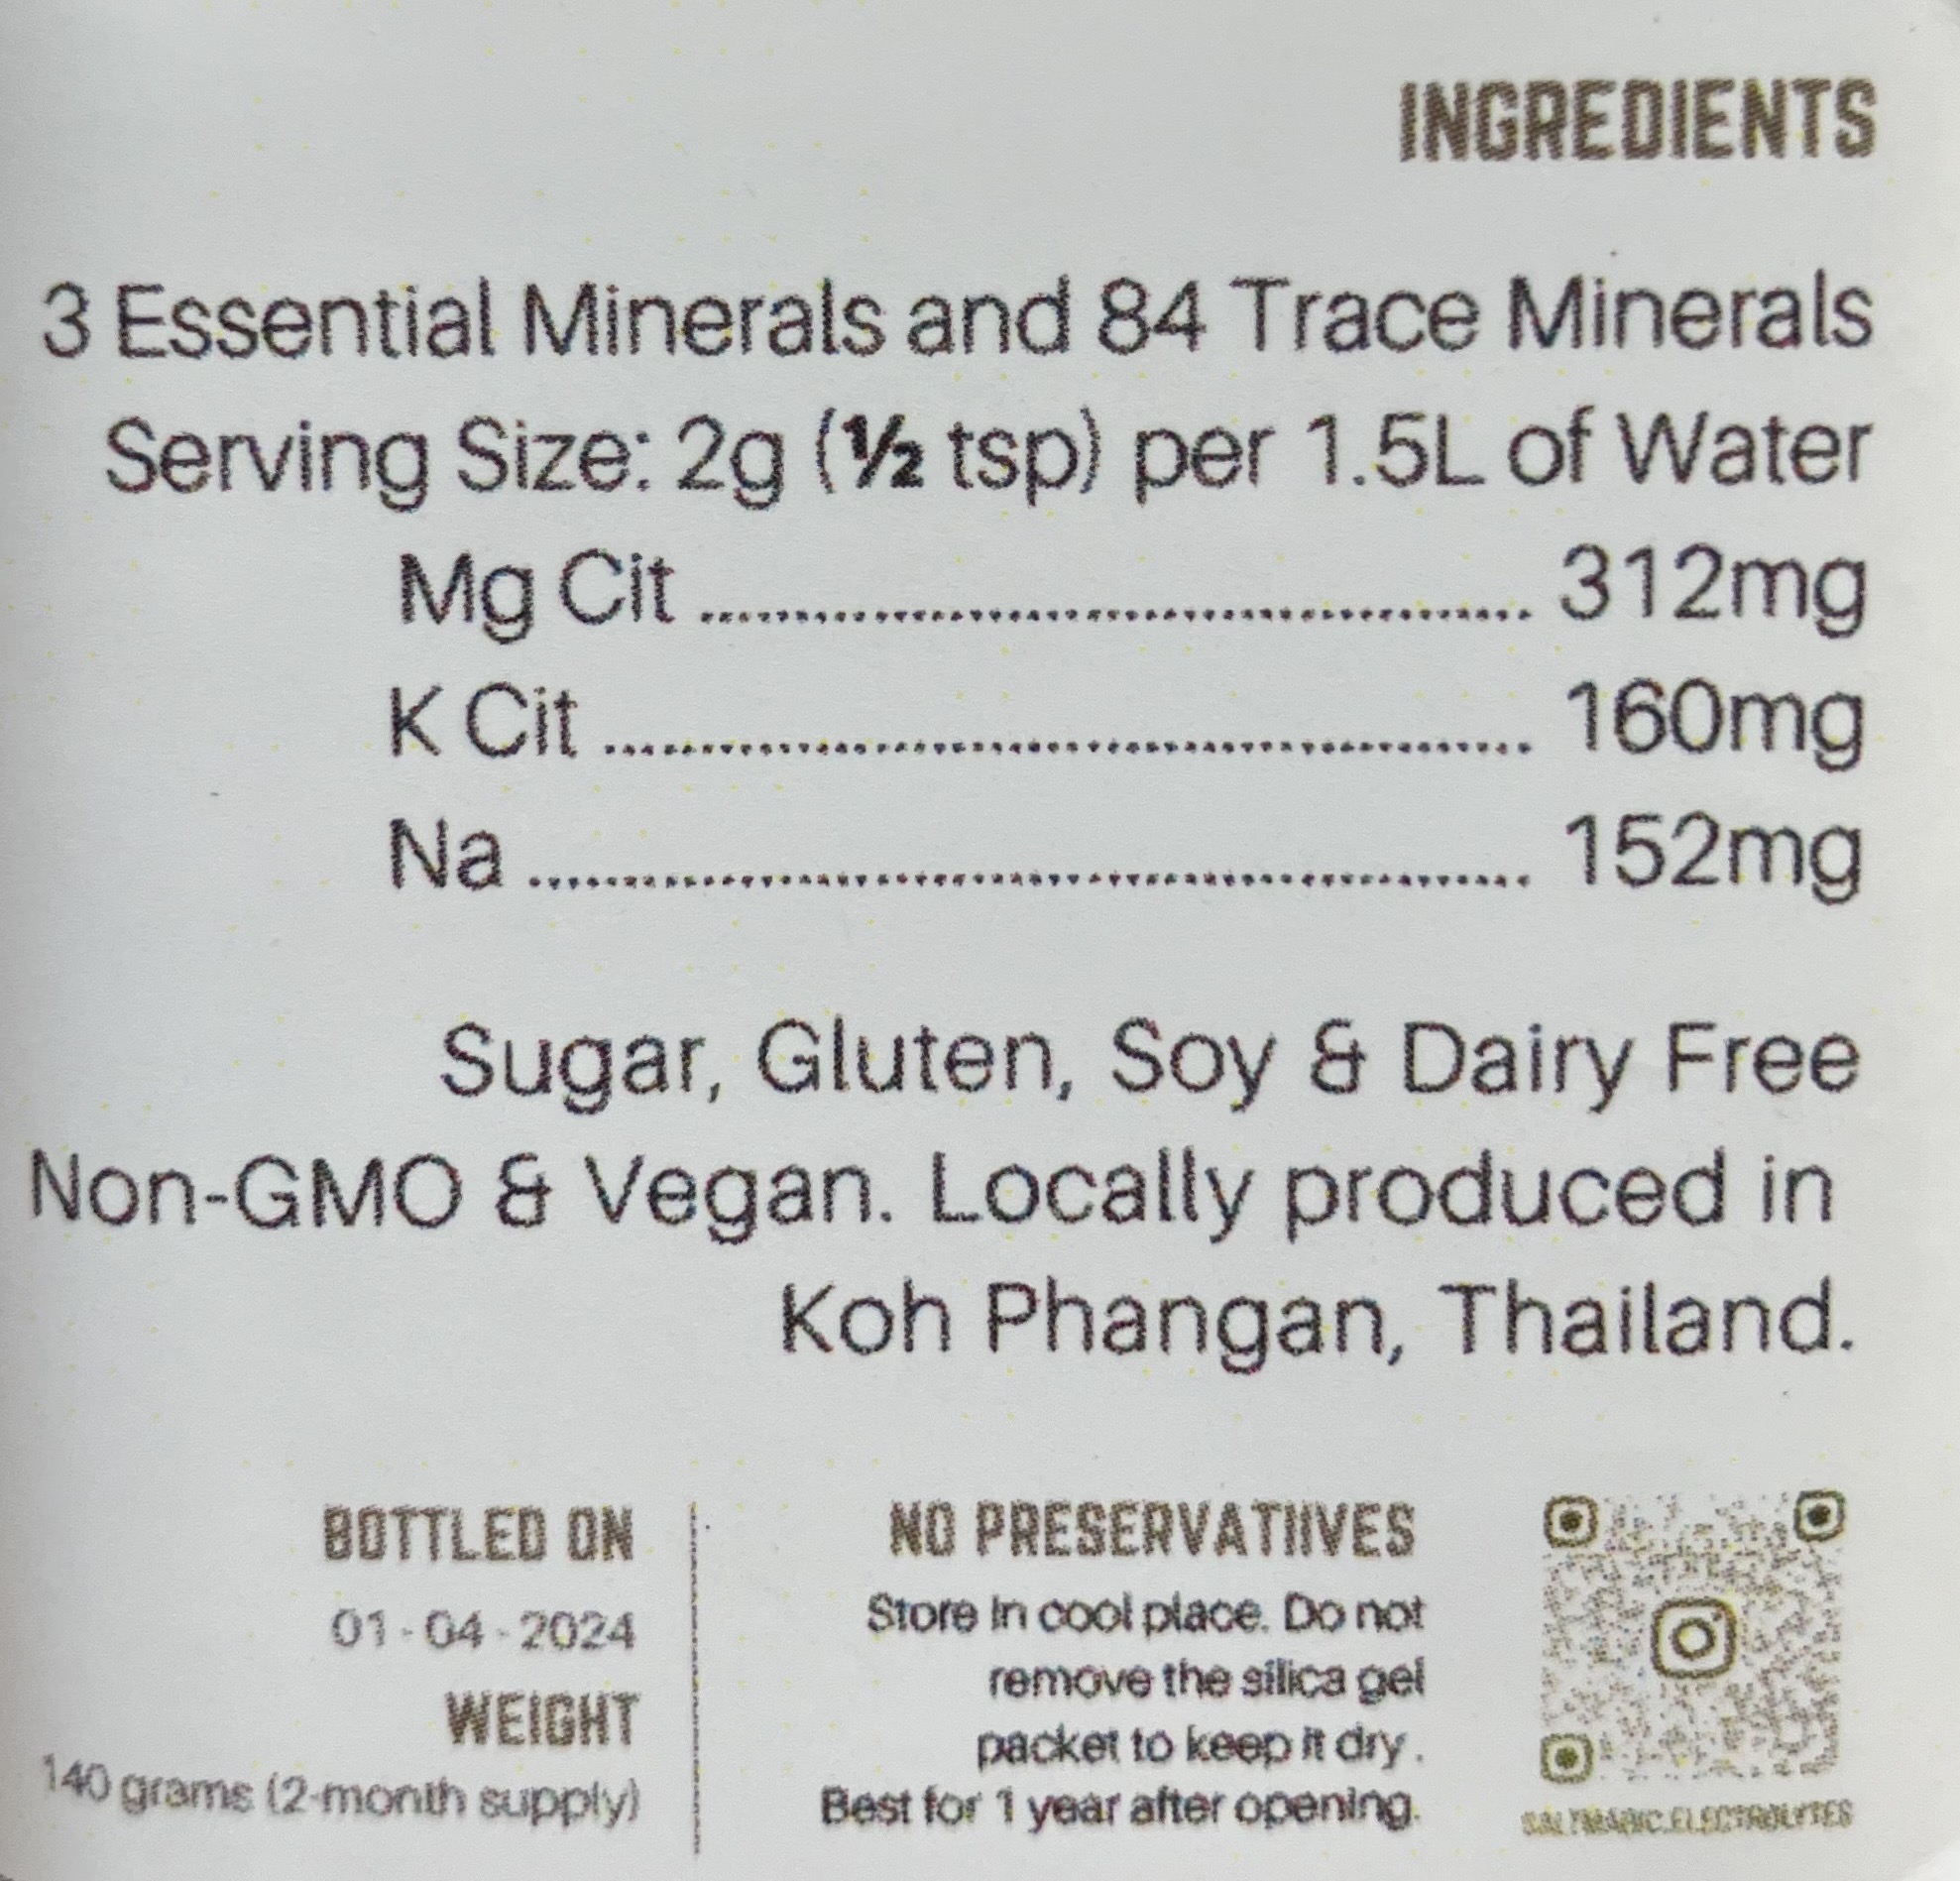 INGREDIENTS
3 Essential Minerals and 84 Trace Minerals
Serving Size: 2g (½ tsp) per 1.5L of Water
Mg Cit ........................................ 312mg
K Cit ............................................. 160mg
Na ................................................. 152mg
Sugar, Gluten, Soy & Dairy Free
Non-GMO & Vegan. Locally produced in
Koh Phangan, Thailand.
BOTTLED ON
01-04-2024
WEIGHT
140 grams (2-month supply)
NO PRESERVATIIVES
Store in cool place. Do not
remove the silica gel
packet to keep it dry.
Best for 1 year after opening.
SALTMAGIC.ELECTROLYTES